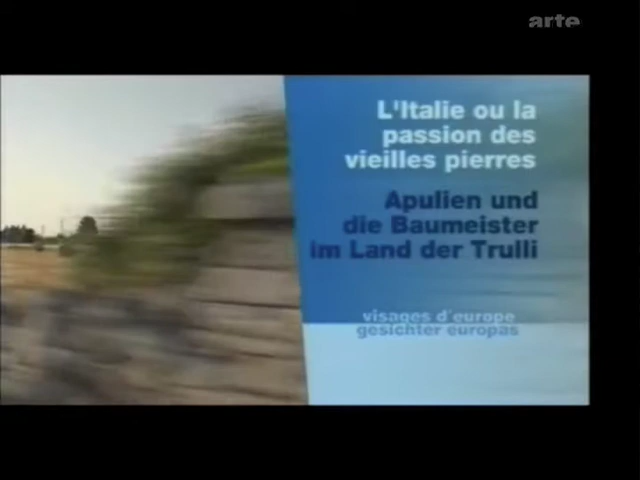 arte
L'Italie ou la
passion des
vieilles pierres
Apulien und
die Baumeister
im Land der Trulli
visages d'europe
gesichter europas